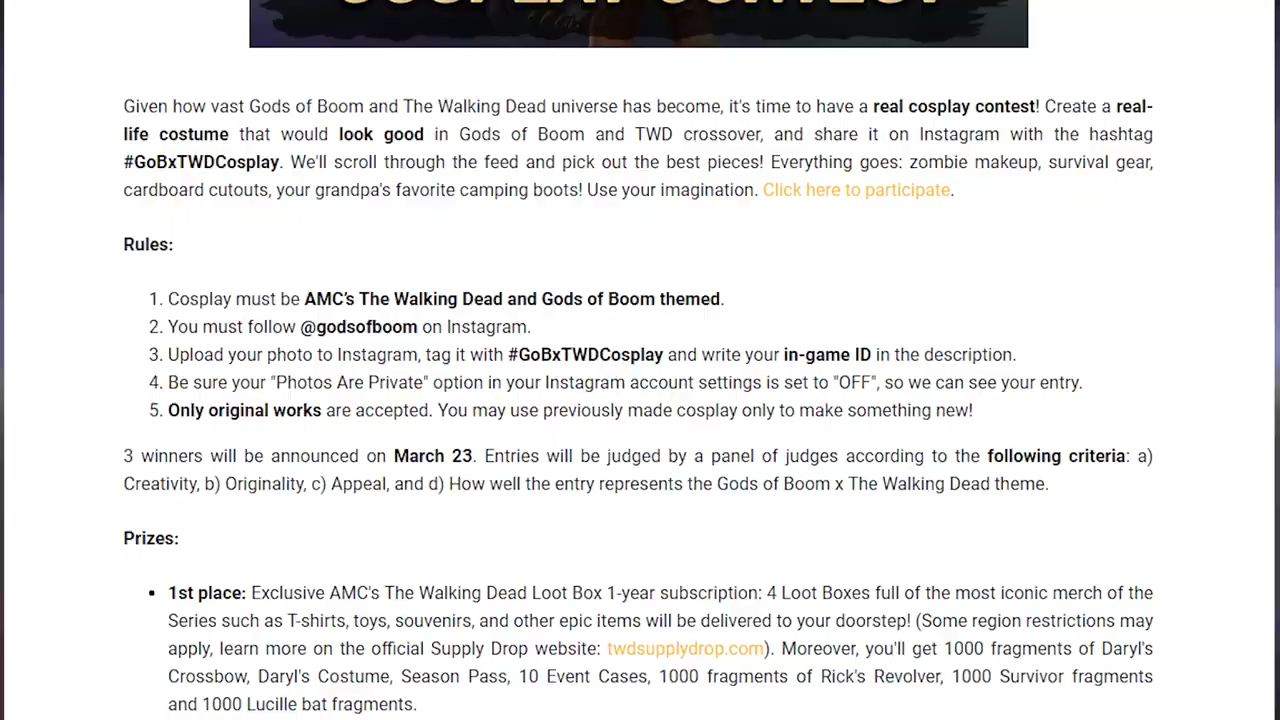 COSPLAY CONTEST
Given how vast Gods of Boom and The Walking Dead universe has become, it's time to have a real cosplay contest! Create a real-
life costume that would look good in Gods of Boom and TWD crossover, and share it on Instagram with the hashtag
#GoBxTWDCosplay. We'll scroll through the feed and pick out the best pieces! Everything goes: zombie makeup, survival gear,
cardboard cutouts, your grandpa's favorite camping boots! Use your imagination. Click here to participate.
Rules:
1. Cosplay must be AMC's The Walking Dead and Gods of Boom themed.
2. You must follow @godsofboom on Instagram.
3. Upload your photo to Instagram, tag it with #GoBxTWDCosplay and write your in-game ID in the description.
4. Be sure your "Photos Are Private" option in your Instagram account settings is set to "OFF", so we can see your entry.
5. Only original works are accepted. You may use previously made cosplay only to make something new!
3 winners will be announced on March 23. Entries will be judged by a panel of judges according to the following criteria: a)
Creativity, b) Originality, c) Appeal, and d) How well the entry represents the Gods of Boom x The Walking Dead theme.
Prizes:
• 1st place: Exclusive AMC's The Walking Dead Loot Box 1-year subscription: 4 Loot Boxes full of the most iconic merch of the
Series such as T-shirts, toys, souvenirs, and other epic items will be delivered to your doorstep! (Some region restrictions may
apply, learn more on the official Supply Drop website: twdsupplydrop.com). Moreover, you'll get 1000 fragments of Daryl's
Crossbow, Daryl's Costume, Season Pass, 10 Event Cases, 1000 fragments of Rick's Revolver, 1000 Survivor fragments
and 1000 Lucille bat fragments.